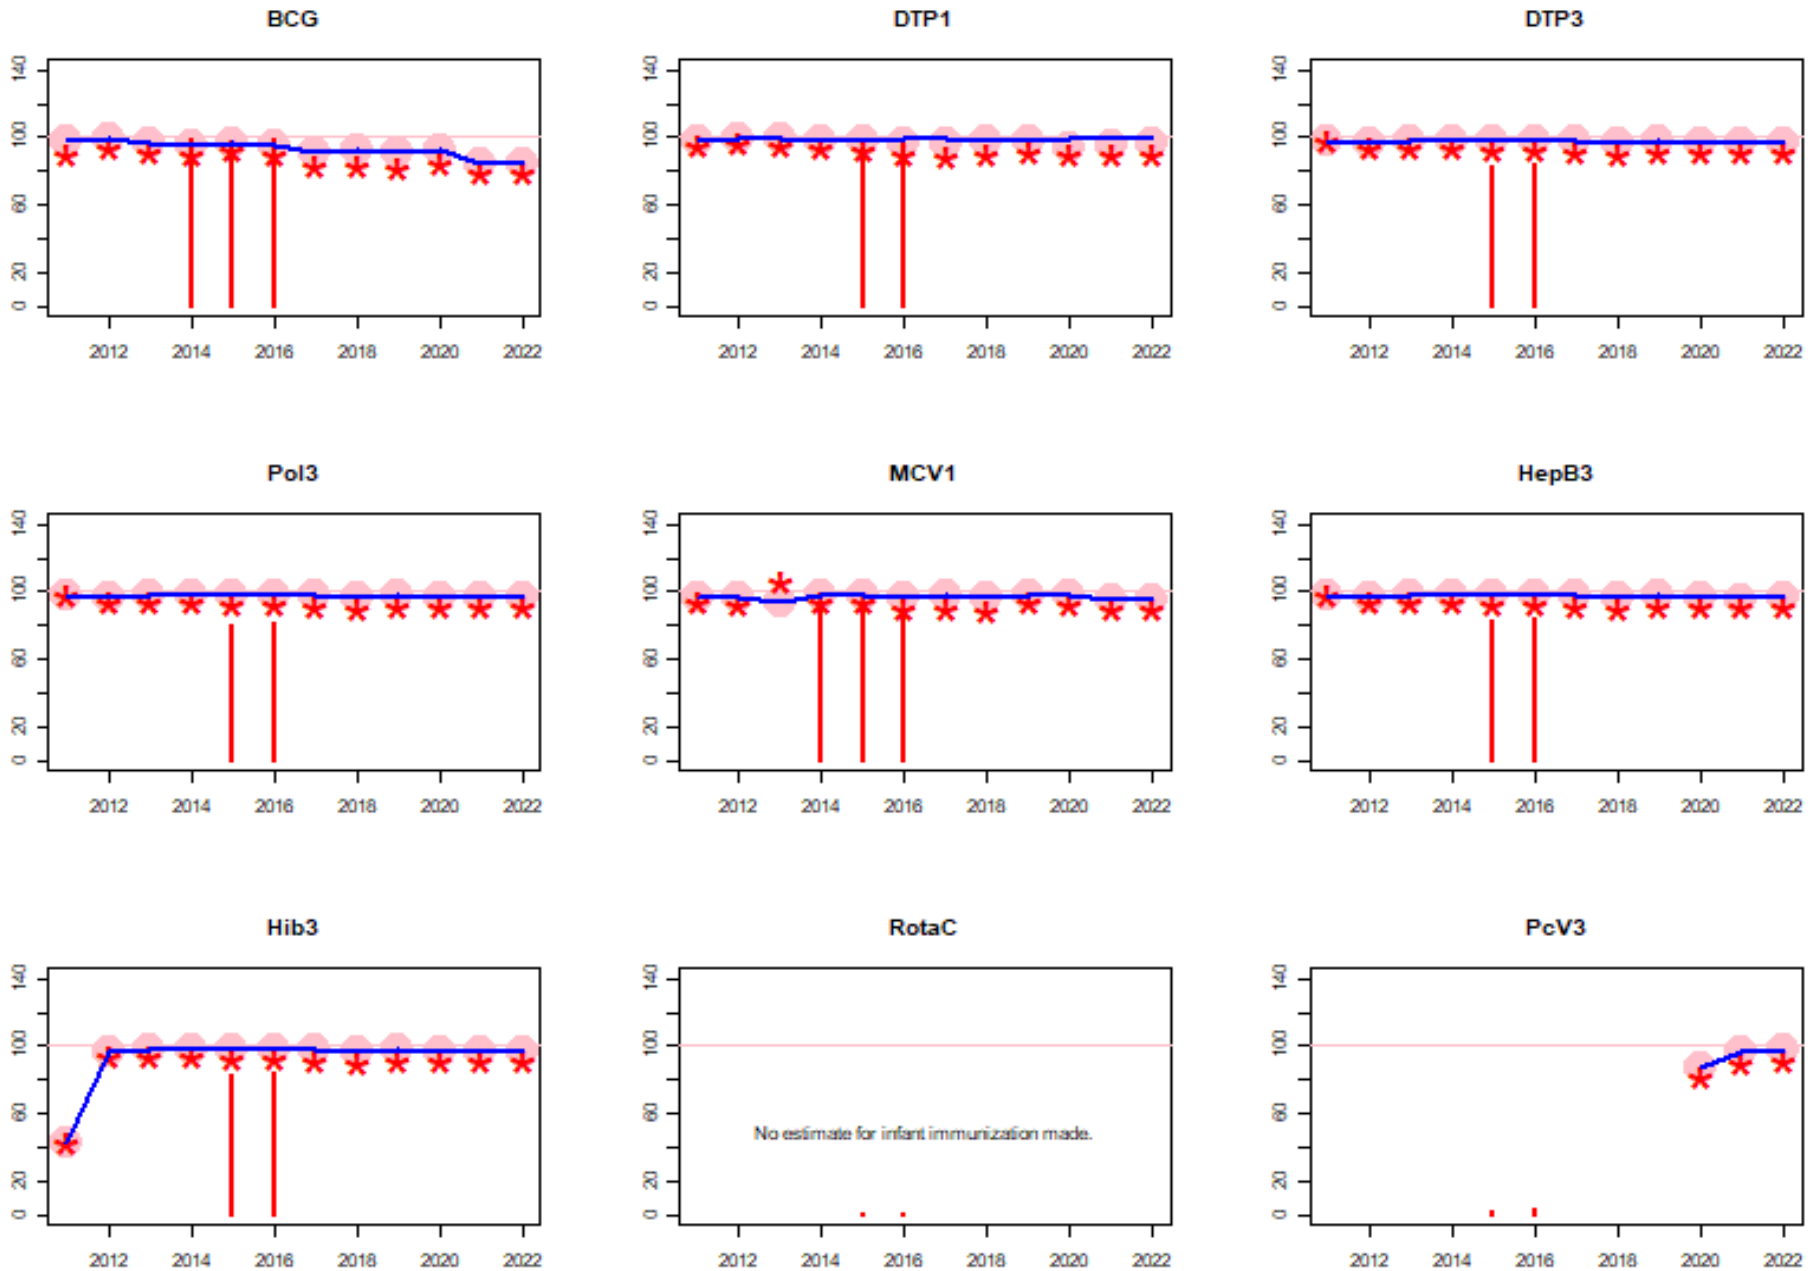 BCG DTP1 DTP3
140 140 140
100 100 100
60 60 60
20 20 20
0 0 0
2012 2014 2016 2018 2020 2022 2012 2014 2016 2018 2020 2022 2012 2014 2016 2018 2020 2022
Pol3 MCV1 HepB3
140 140 140
100 100 100
60 60 60
20 20 20
0 0 0
2012 2014 2016 2018 2020 2022 2012 2014 2016 2018 2020 2022 2012 2014 2016 2018 2020 2022
Hib3 RotaC PcV3
140 140 140
100 100 100
60 60 60
No estimate for infant immunization made.
20 20 20
0 0 0
2012 2014 2016 2018 2020 2022 2012 2014 2016 2018 2020 2022 2012 2014 2016 2018 2020 2022